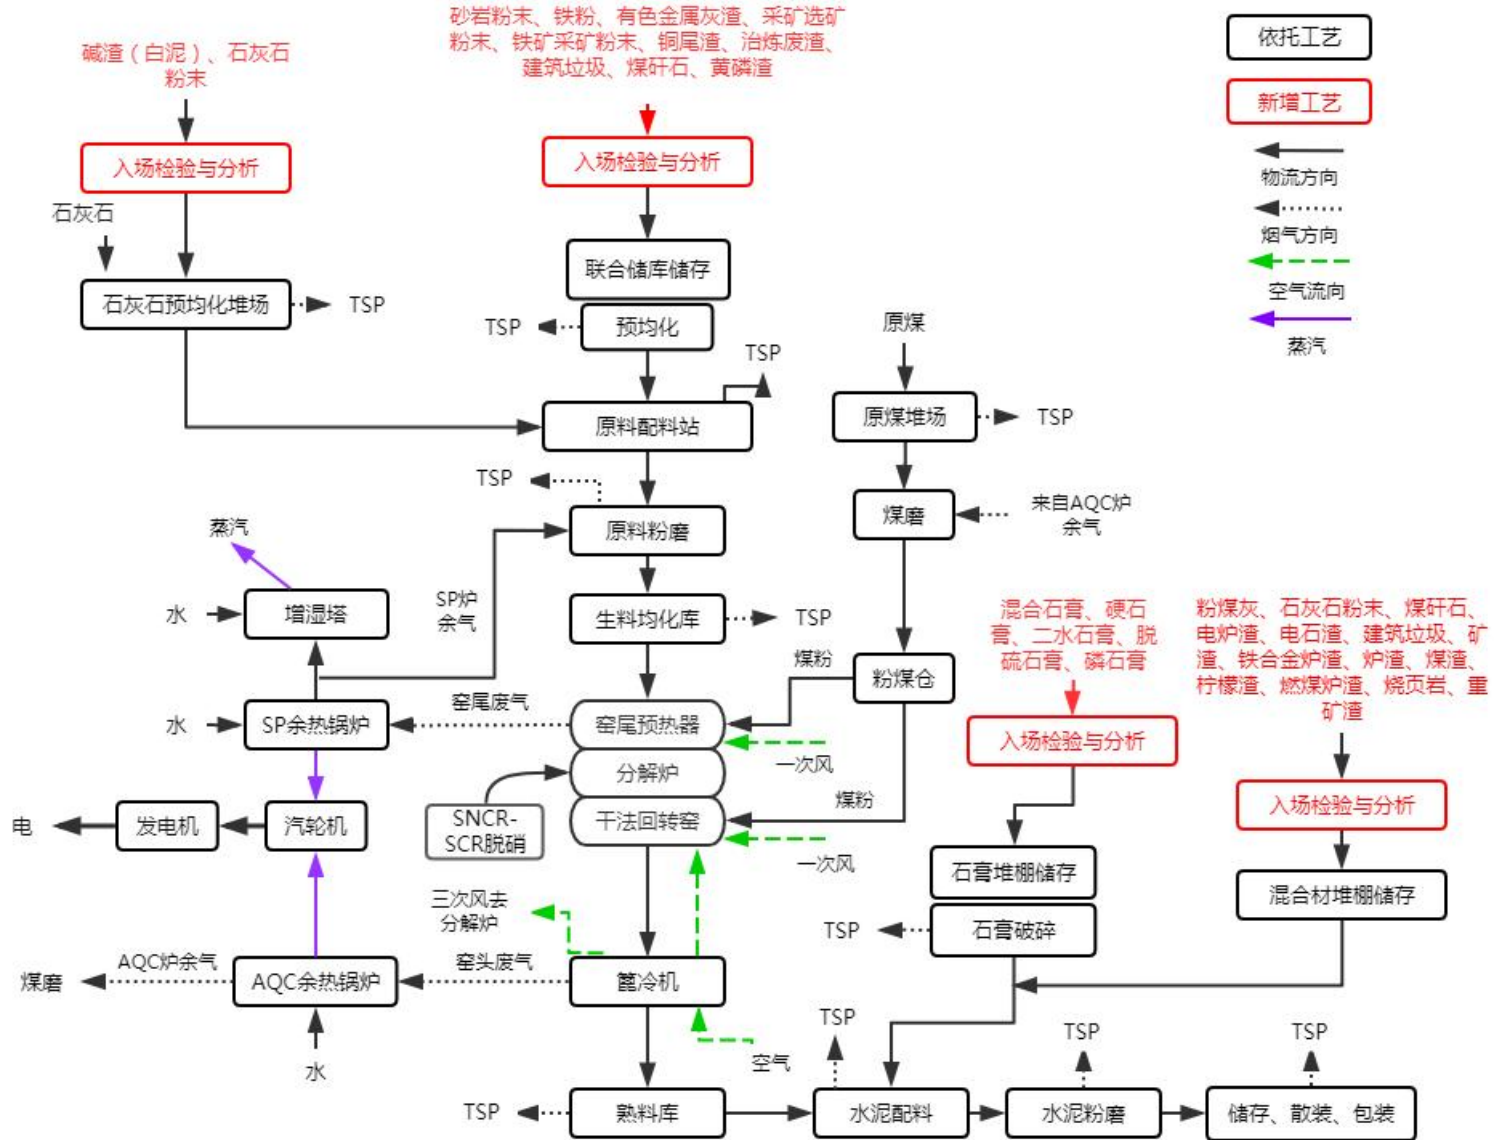 砂岩粉末、铁粉、有色金属灰渣、采矿选矿
粉末、铁矿采矿粉末、铜尾渣、冶炼废渣、
建筑垃圾、煤矸石、黄磷渣
碱渣（白泥）、石灰石
粉末
依托工艺
新增工艺
物流方向
烟气方向
空气流向
蒸汽
入场检验与分析
入场检验与分析
石灰石
联合储库储存
石灰石预均化堆场
TSP
TSP
预均化
TSP
原煤
原料配料站
原煤堆场
TSP
TSP
原料粉磨
煤磨
来自AQC炉
余气
蒸汽
水
增湿塔
SP炉
余气
生料均化库
TSP
混合石膏、硬石
膏、二水石膏、脱
硫石膏、磷石膏
粉煤灰、石灰石粉末、煤矸石、
电炉渣、电石渣、建筑垃圾、矿
渣、铁合金炉渣、炉渣、煤渣、
柠檬渣、燃煤炉渣、烧页岩、重
矿渣
煤粉
粉煤仓
水
SP余热锅炉
窑尾废气
窑尾预热器
一次风
入场检验与分析
分解炉
煤粉
入场检验与分析
电
发电机
汽轮机
SNCR-
SCR脱硝
干法回转窑
一次风
石膏堆棚储存
混合材堆棚储存
三次风去
分解炉
TSP
石膏破碎
煤磨
AQC炉余气
AQC余热锅炉
窑头废气
篦冷机
水
空气
TSP
TSP
TSP
TSP
熟料库
水泥配料
水泥粉磨
储存、散装、包装